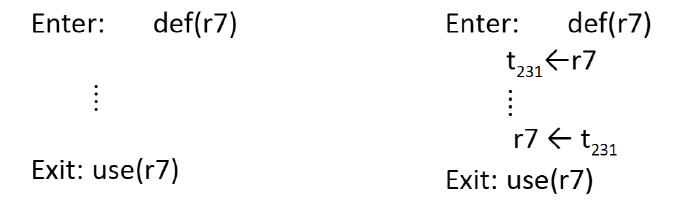 Enter: def(r7)
⋮
Exit: use(r7)
Enter: def(r7)
t231←r7
⋮
r7 ← t231
Exit: use(r7)